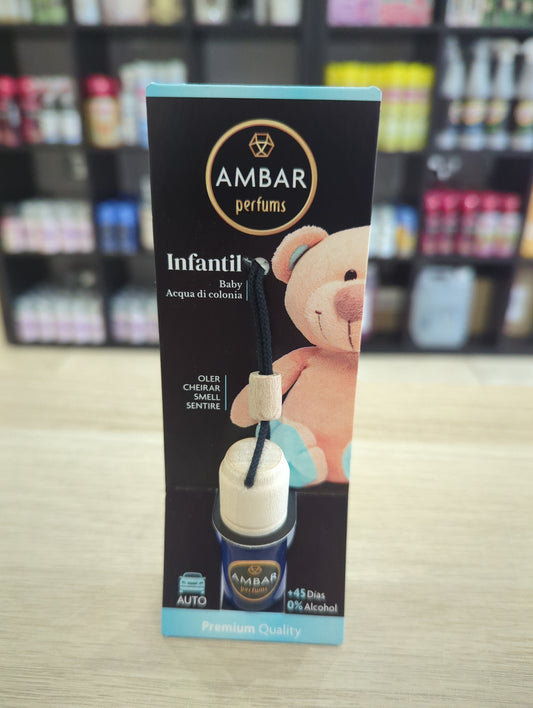 AMBAR
perfums
Infantil
Baby
Acqua di colonia
OLER
CHEIRAR
SMELL
SENTIRE
AMBAR
perfums
AUTO
+45 Días
0% Alcohol
Premium Quality